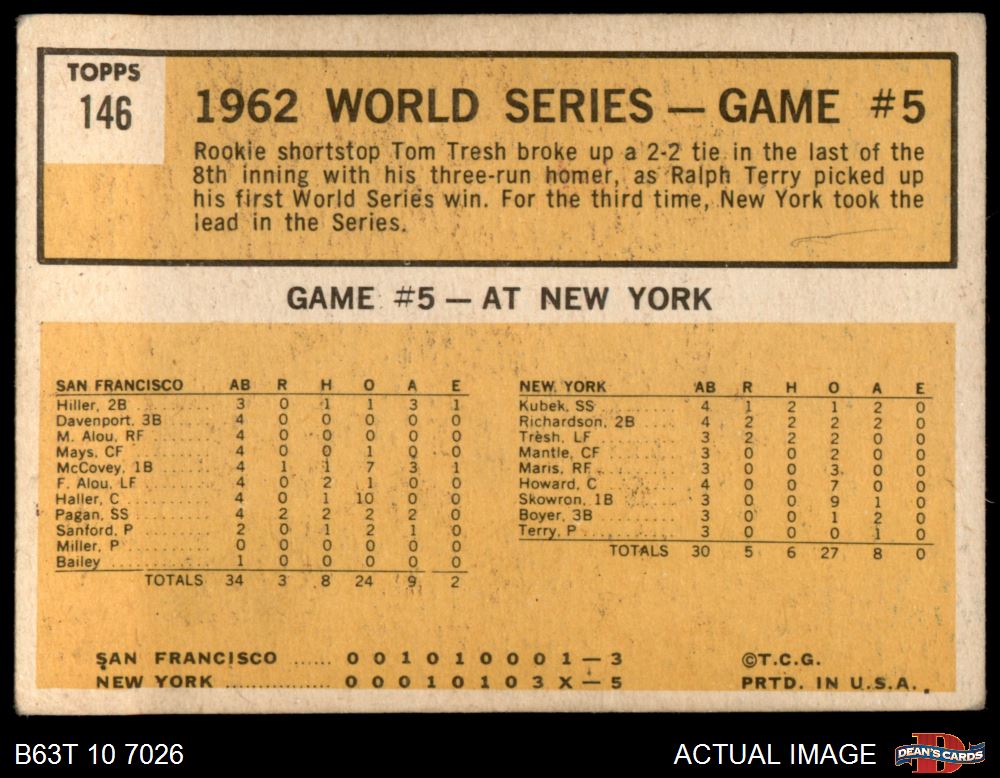 TOPPS
146
1962 WORLD SERIES — GAME #5
Rookie shortstop Tom Tresh broke up a 2-2 tie in the last of the
8th inning with his three-run homer, as Ralph Terry picked up
his first World Series win. For the third time, New York took the
lead in the Series.
GAME #5 — AT NEW YORK
SAN FRANCISCO AB R H O A E
Hiller, 2B ........ 3 0 1 1 3 1
Davenport, 3B ........ 4 0 0 0 0 0
M. Alou, RF ........ 4 0 0 0 0 0
Mays, CF ........ 4 0 0 1 0 0
McCovey, 1B ........ 4 1 1 7 3 1
F. Alou, LF ........ 4 0 2 1 0 0
Haller, C ........ 4 0 1 10 0 0
Pagan, SS ........ 4 2 2 2 2 0
Sanford, P ........ 2 0 1 2 1 0
Miller, P ........ 0 0 0 0 0 0
Bailey ........ 1 0 0 0 0 0
TOTALS 34 3 8 24 9 2
NEW YORK AB R H O A E
Kubek, SS ........ 4 1 2 1 2 0
Richardson, 2B ........ 4 2 2 2 2 0
Tresh, LF ........ 3 2 2 2 0 0
Mantle, CF ........ 3 0 0 2 0 0
Maris, RF ........ 3 0 0 3 0 0
Howard, C ........ 4 0 0 7 0 0
Skowron, 1B ........ 3 0 0 9 1 0
Boyer, 3B ........ 3 0 0 1 2 0
Terry, P ........ 3 0 0 0 1 0
TOTALS 30 5 6 27 8 0
SAN FRANCISCO ....... 0 0 1 0 1 0 0 0 1 — 3
NEW YORK ................ 0 0 0 1 0 1 0 3 X — 5
©T.C.G.
PRTD. IN U.S.A.
B63T 10 7026
ACTUAL IMAGE
DEAN'S CARDS